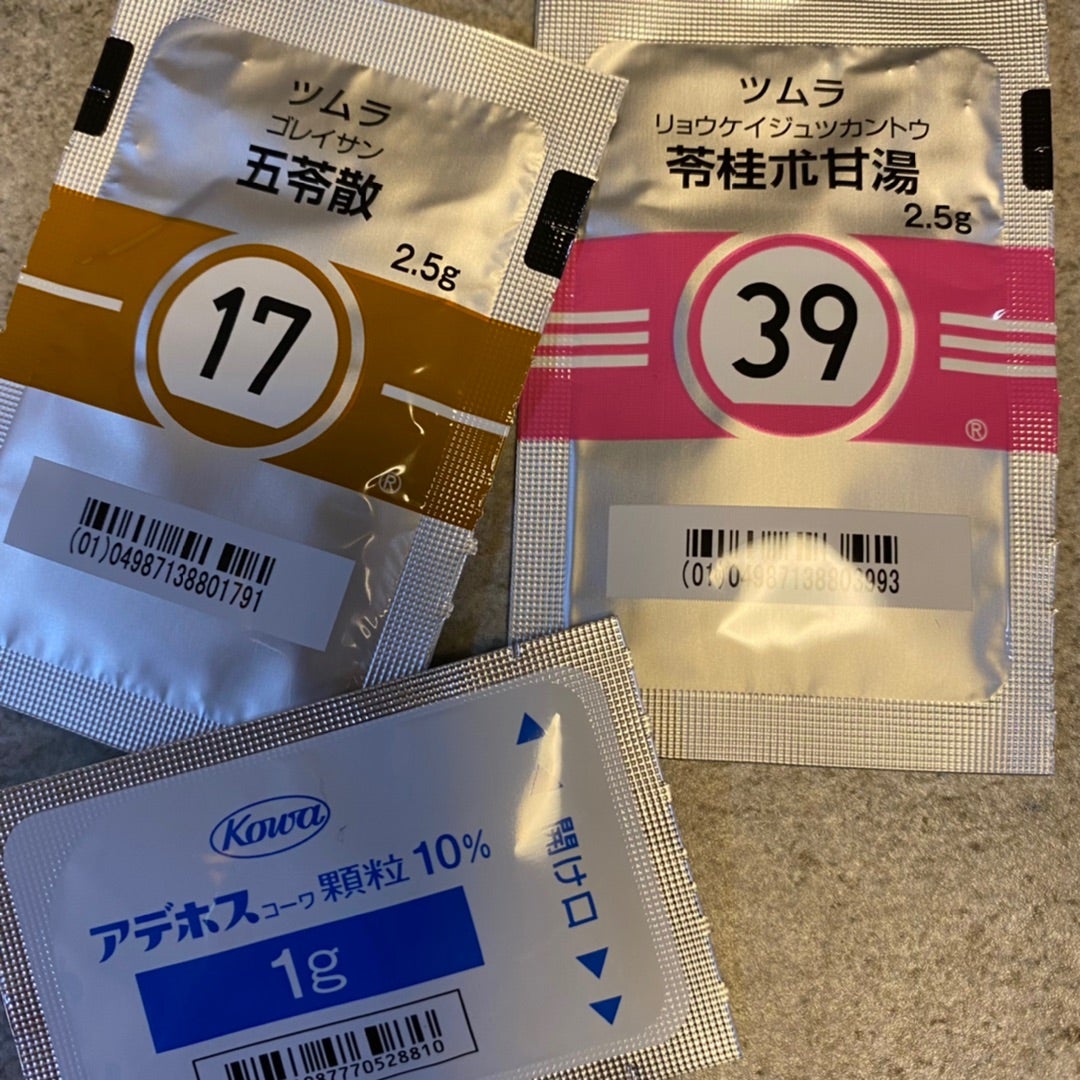 ツムラ
ゴレイサン
五苓散
2.5g
17
®
(01)04987138801791
ツムラ
リョウケイジュツカントウ
苓桂朮甘湯
2.5g
39
®
Kowa
アデホスコーワ顆粒10%
1g
開け口